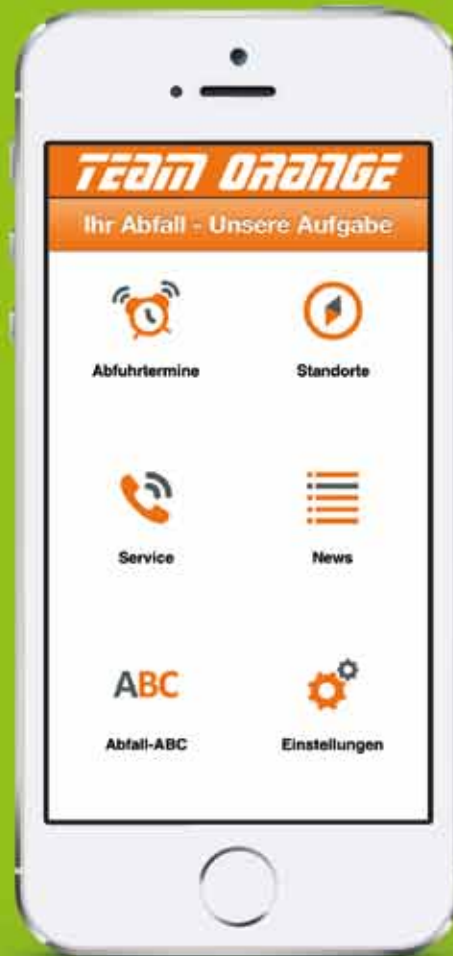 TEAM ORANGE
Ihr Abfall - Unsere Aufgabe
Abfuhrtermine
Standorte
Service
News
ABC
Abfall-ABC
Einstellungen